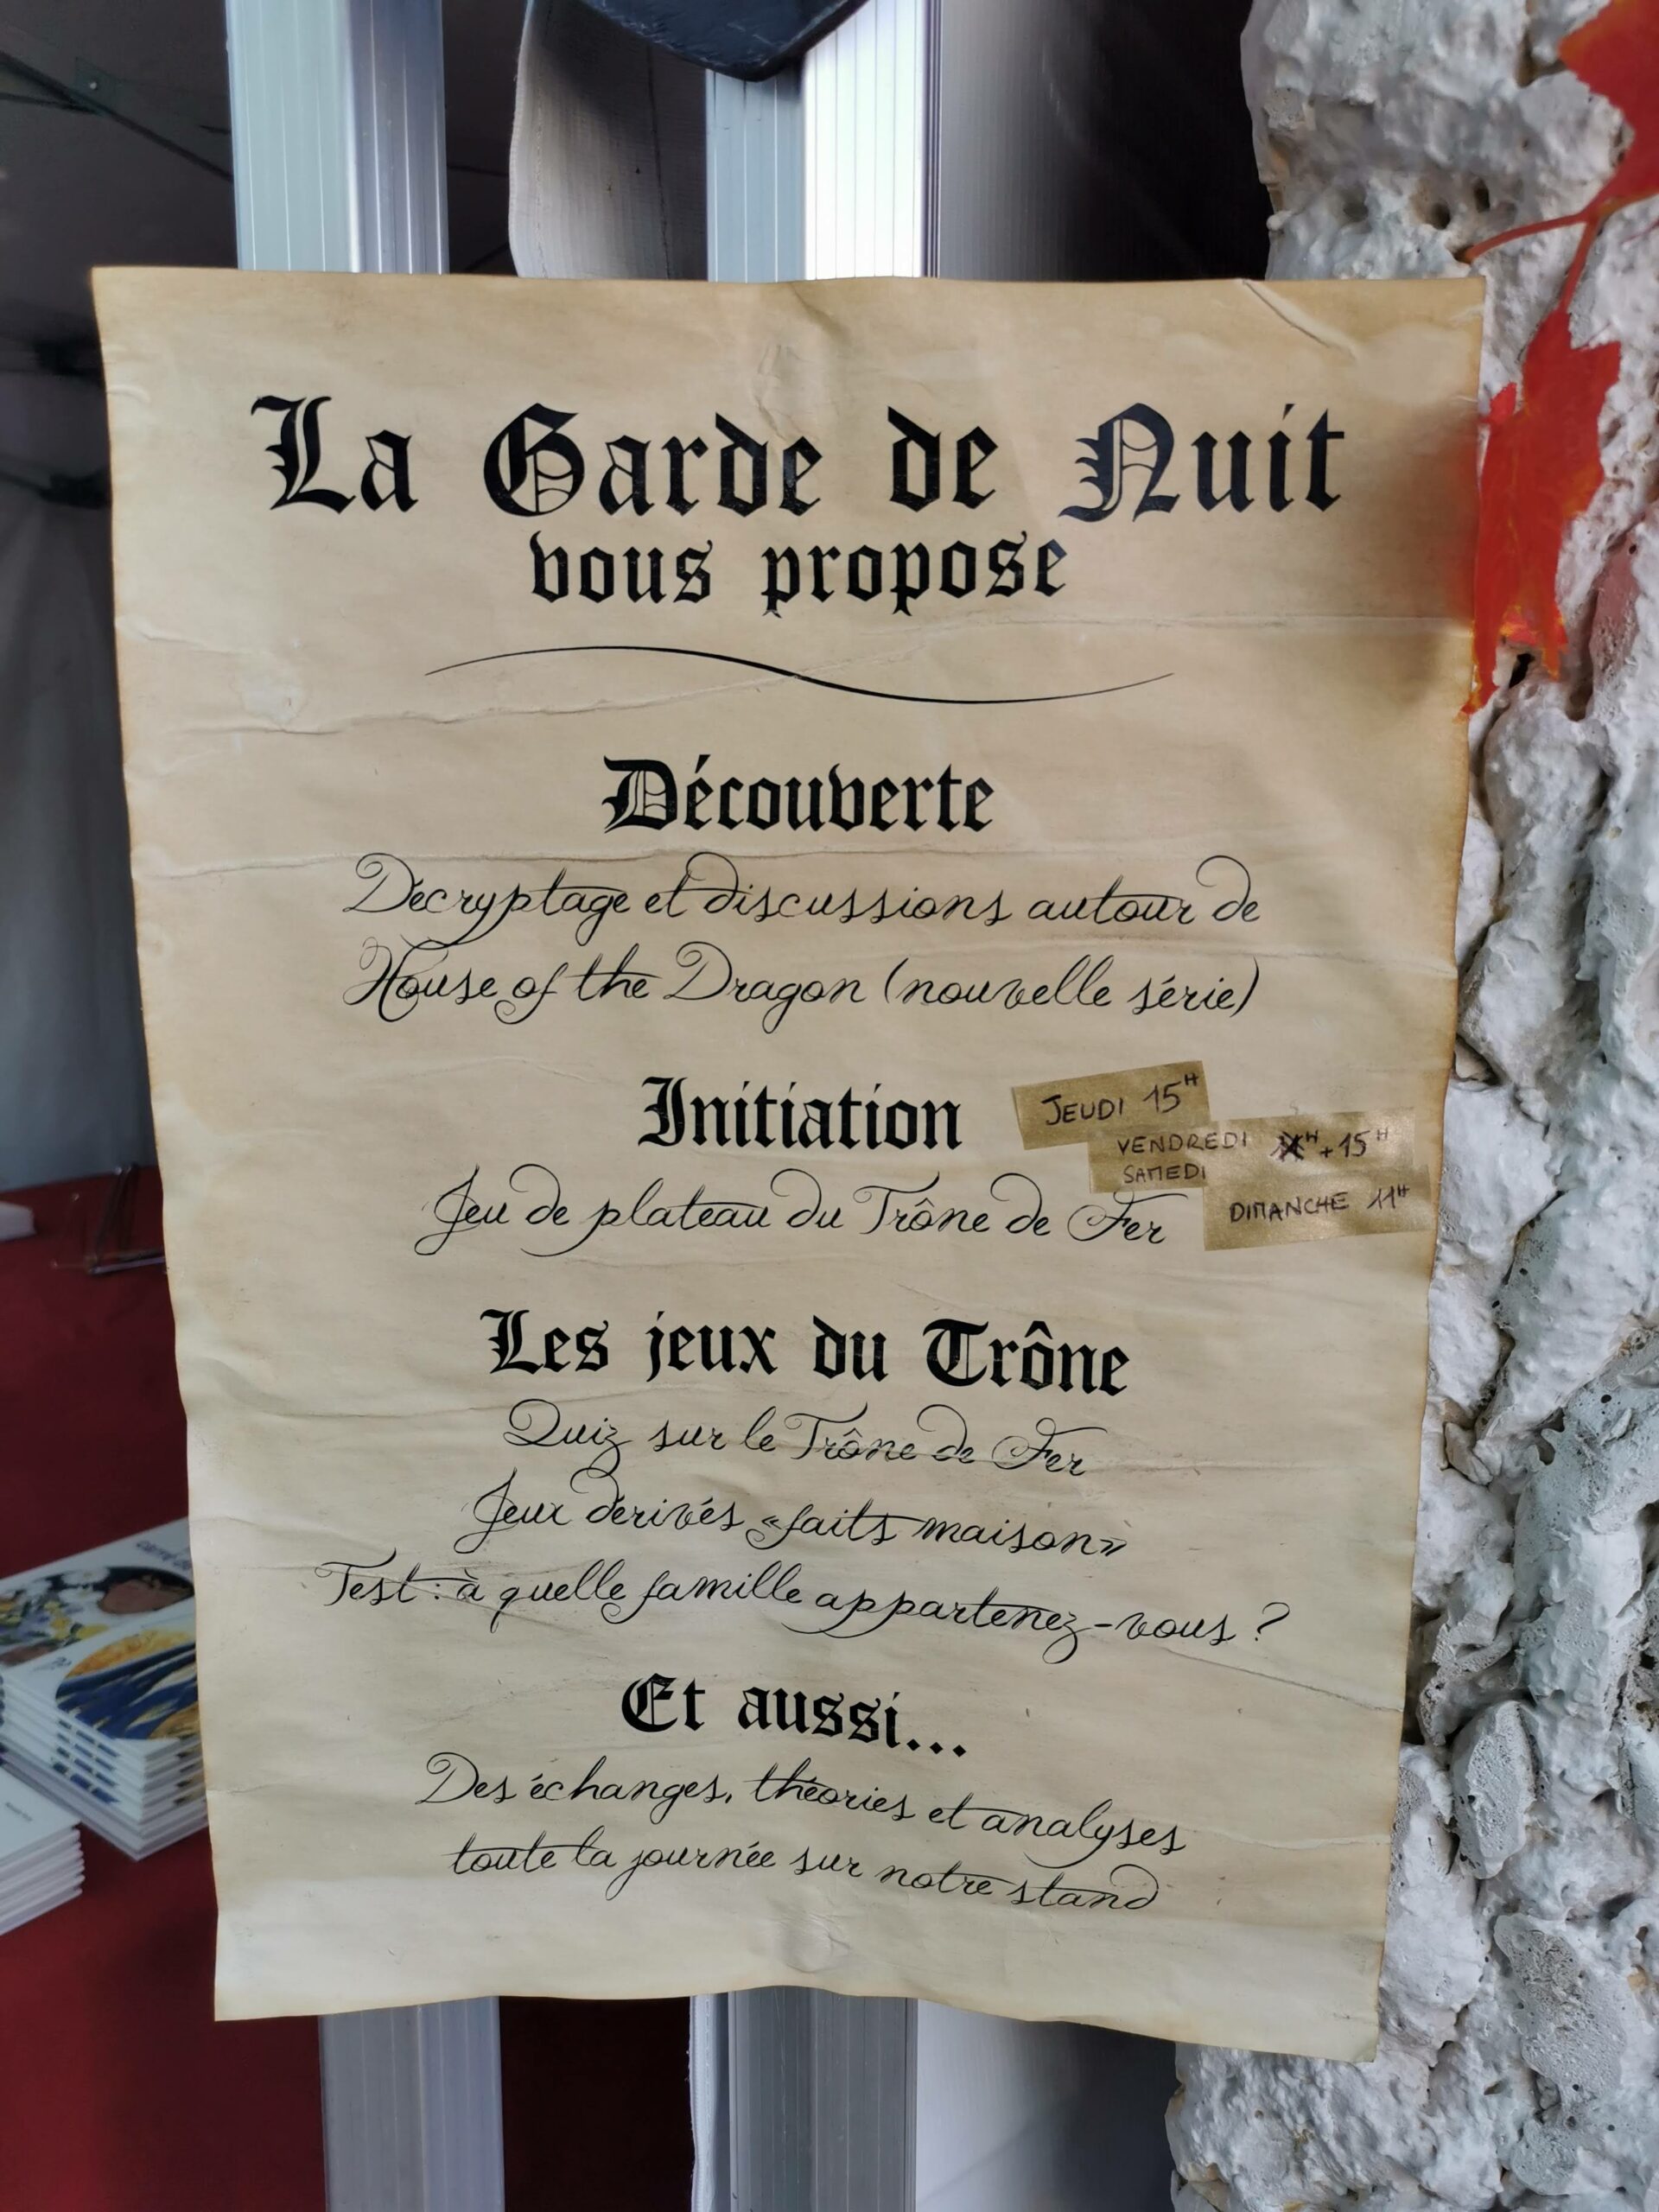 La Garde de Nuit
vous propose
Découverte
Décryptage et discussions autour de
House of the Dragon (nouvelle série)
Initiation
JEUDI 15H
VENDREDI H + 15H
SAMEDI
DIMANCHE 11H
Jeu de plateau du Trône de Fer
Les jeux du Trône
Quiz sur le Trône de Fer
Jeux dérivés «faits maison»
Test : à quelle famille appartenez-vous ?
Et aussi...
Des échanges, théories et analyses
toute la journée sur notre stand